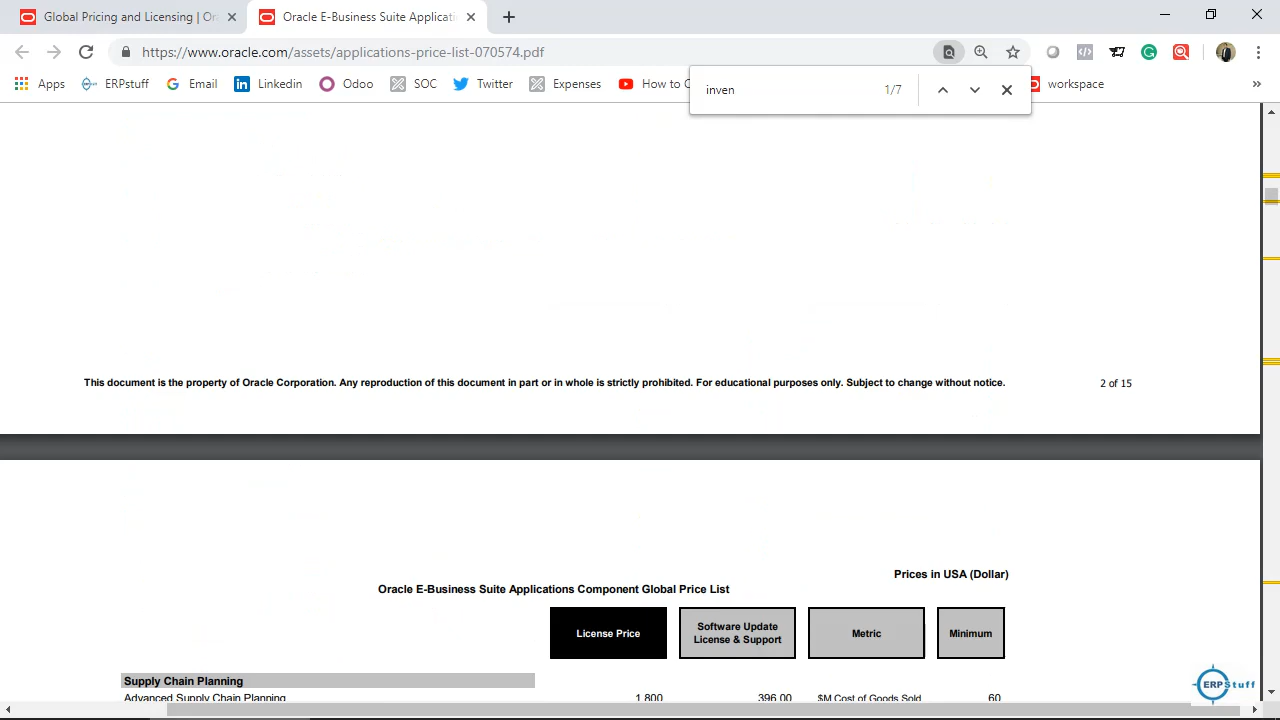 Global Pricing and Licensing | Or
Oracle E-Business Suite Applicati
https://www.oracle.com/assets/applications-price-list-070574.pdf
Apps
ERPstuff
Email
Linkedin
Odoo
SOC
Twitter
Expenses
How to C
workspace
inven
1/7
This document is the property of Oracle Corporation. Any reproduction of this document in part or in whole is strictly prohibited. For educational purposes only. Subject to change without notice.
2 of 15
Prices in USA (Dollar)
Oracle E-Business Suite Applications Component Global Price List
License Price
Software Update
License & Support
Metric
Minimum
Supply Chain Planning
Advanced Supply Chain Planning 1,800 396.00 $M Cost of Goods Sold 60
ERPStuff